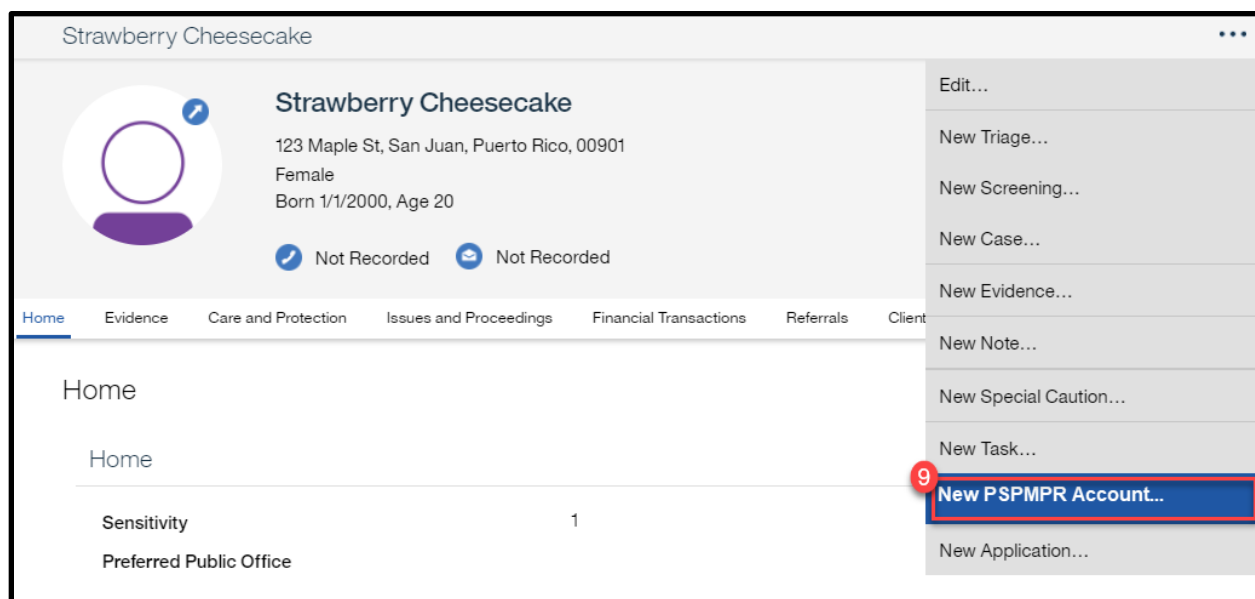 Strawberry Cheesecake
Strawberry Cheesecake
123 Maple St, San Juan, Puerto Rico, 00901
Female
Born 1/1/2000, Age 20
Not Recorded Not Recorded
Home Evidence Care and Protection Issues and Proceedings Financial Transactions Referrals Client
Home
Home
Sensitivity 1
Preferred Public Office
Edit...
New Triage...
New Screening...
New Case...
New Evidence...
New Note...
New Special Caution...
New Task...
9
New PSPMPR Account...
New Application...